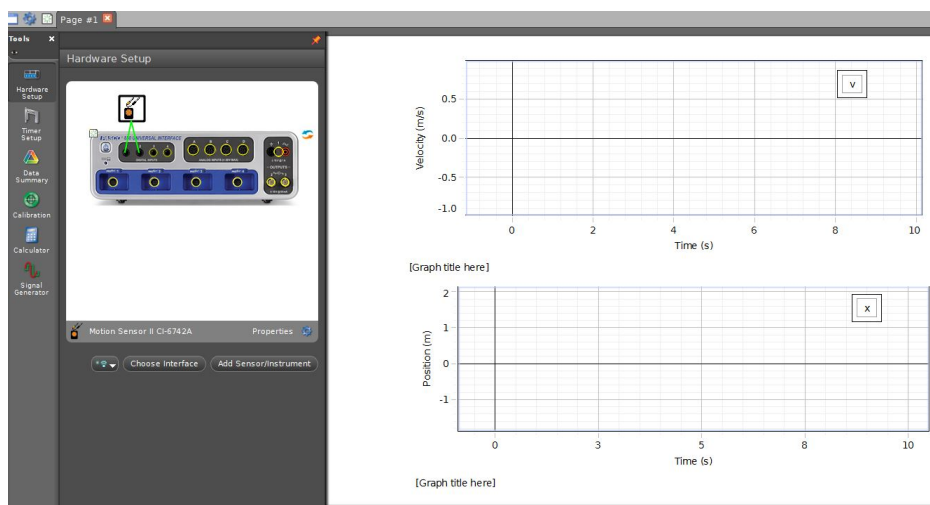 Page #1
Tools
Hardware Setup
Hardware
Setup
Timer
Setup
Data
Summary
Calibration
Calculator
Signal
Generator
UNIVERSAL INTERFACE
Motion Sensor II CI-6742A
Properties
Choose Interface
Add Sensor/Instrument
v
Velocity (m/s)
0.5
0.0
-0.5
-1.0
0 2 4 6 8 10
Time (s)
[Graph title here]
x
Position (m)
2
1
0
-1
0 3 5 8 10
Time (s)
[Graph title here]